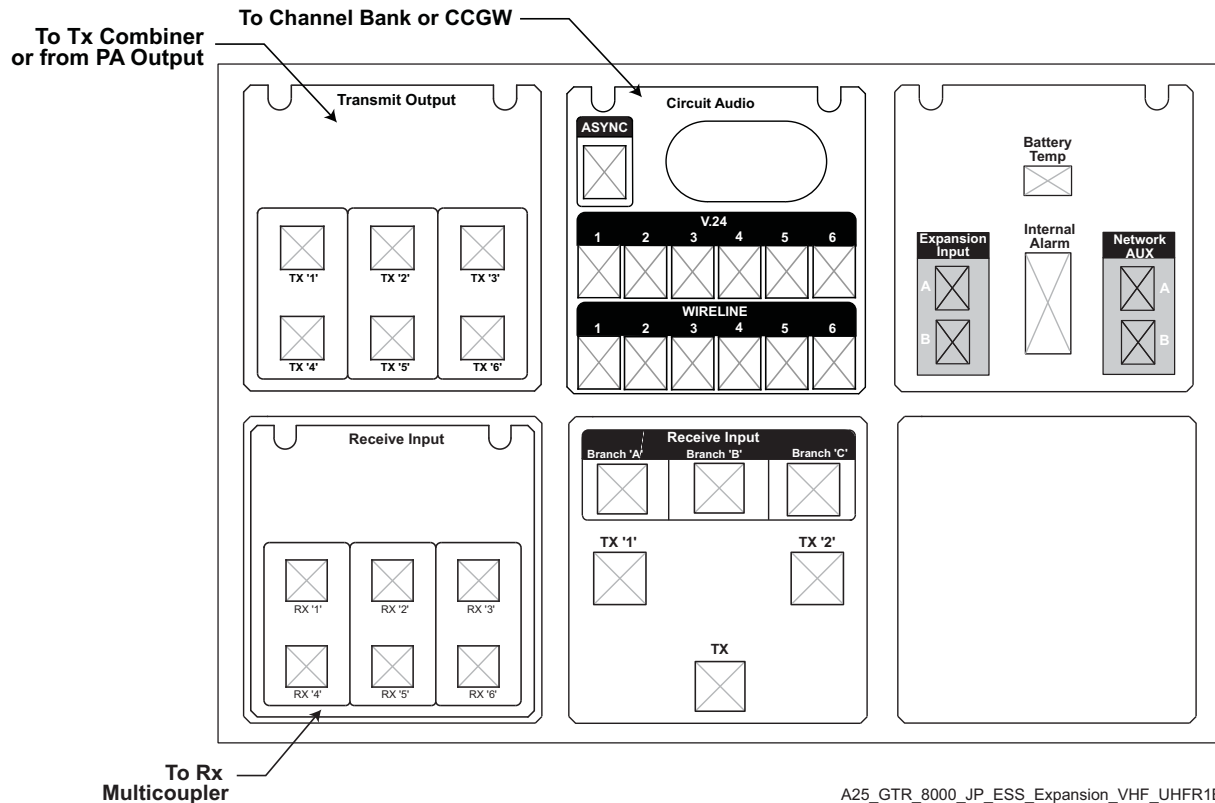 To Channel Bank or CCGW
To Tx Combiner
or from PA Output
Transmit Output
TX '1'
TX '2'
TX '3'
TX '4'
TX '5'
TX '6'
Circuit Audio
ASYNC
V.24
1 2 3 4 5 6
WIRELINE
1 2 3 4 5 6
Battery
Temp
Expansion
Input
A
B
Internal
Alarm
Network
AUX
A
B
Receive Input
RX '1'
RX '2'
RX '3'
RX '4'
RX '5'
RX '6'
Receive Input
Branch 'A'
Branch 'B'
Branch 'C'
TX '1'
TX '2'
TX
To Rx
Multicoupler